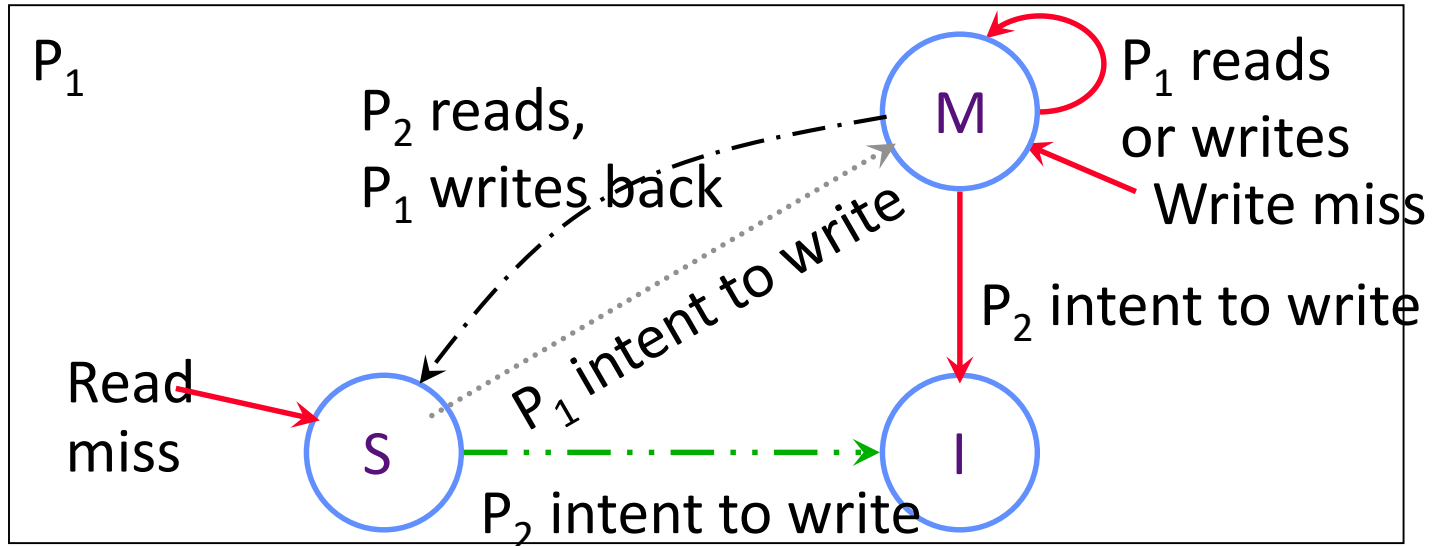 P₁
P₂ reads,
P₁ writes back
M
P₁ reads
or writes
Write miss
P₁ intent to write
P₂ intent to write
Read
miss
S
I
P₂ intent to write